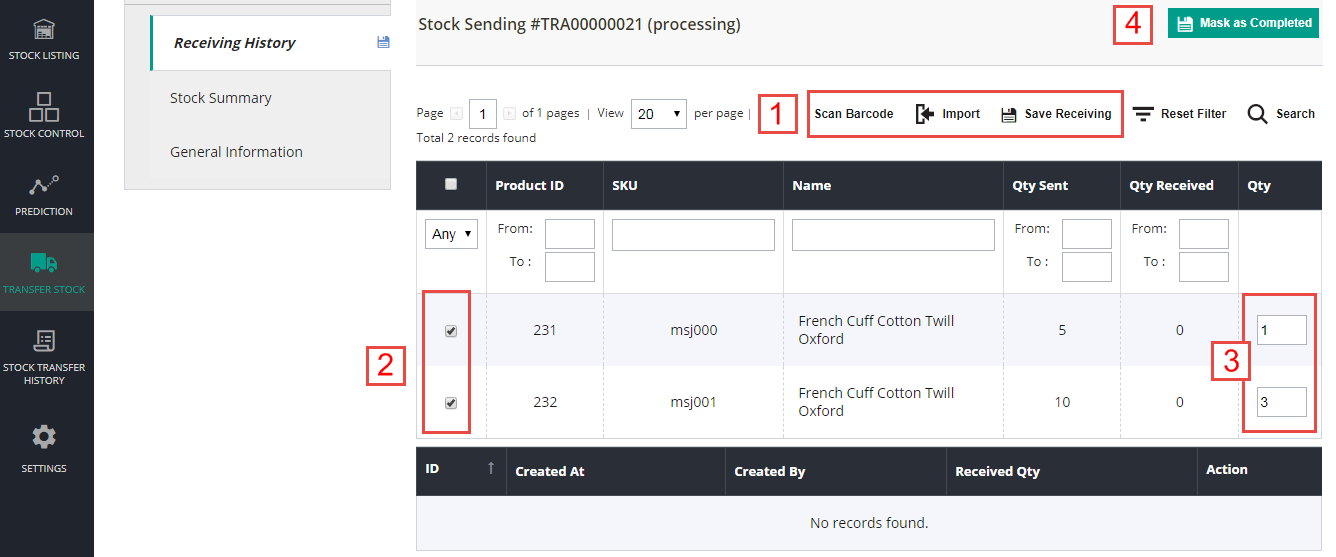 STOCK LISTING
STOCK CONTROL
PREDICTION
TRANSFER STOCK
STOCK TRANSFER
HISTORY
SETTINGS
Receiving History
Stock Summary
General Information
Stock Sending #TRA00000021 (processing)
4
Mask as Completed
Page 1 of 1 pages | View 20 per page |
1
Scan Barcode Import Save Receiving Reset Filter Search
Total 2 records found
Product ID SKU Name Qty Sent Qty Received Qty
Any From: From: From:
To : To : To :
2
3
231 msj000 French Cuff Cotton Twill
Oxford 5 0 1
232 msj001 French Cuff Cotton Twill
Oxford 10 0 3
ID ↑ Created At Created By Received Qty Action
No records found.